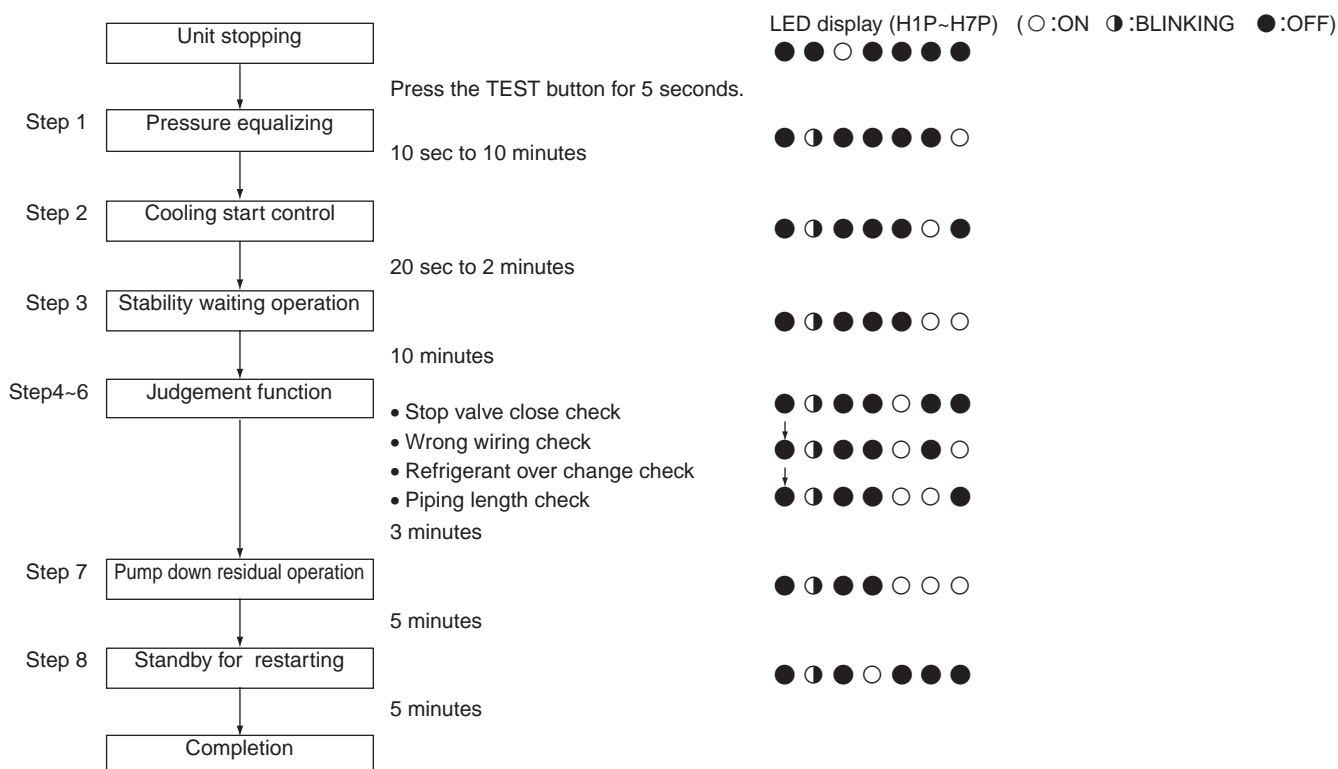 LED display (H1P~H7P) ( ○ :ON ◑ :BLINKING ● :OFF)
Unit stopping
● ● ○ ● ● ● ●
Press the TEST button for 5 seconds.
Step 1 Pressure equalizing
● ◑ ● ● ● ● ○
10 sec to 10 minutes
Step 2 Cooling start control
● ◑ ● ● ● ○ ●
20 sec to 2 minutes
Step 3 Stability waiting operation
● ◑ ● ● ● ○ ○
10 minutes
Step4~6 Judgement function
• Stop valve close check
● ◑ ● ● ○ ● ●
• Wrong wiring check
● ◑ ● ● ○ ● ○
• Refrigerant over change check
• Piping length check
● ◑ ● ● ○ ○ ●
3 minutes
Step 7 Pump down residual operation
● ◑ ● ● ○ ○ ○
5 minutes
Step 8 Standby for restarting
● ◑ ● ○ ● ● ●
5 minutes
Completion